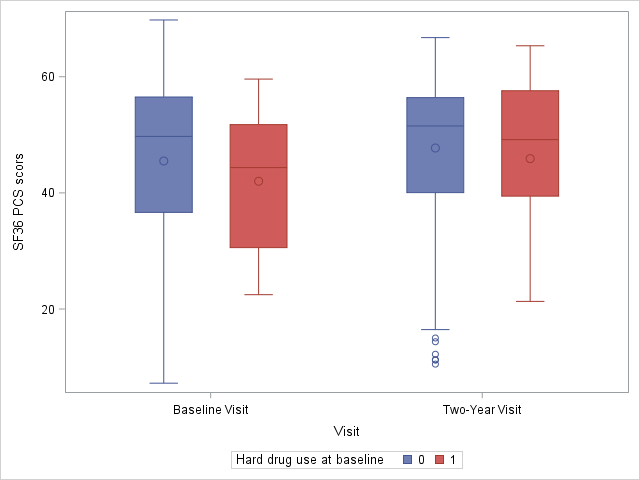 60
40
20
SF36 PCS scors
Baseline Visit
Two-Year Visit
Visit
Hard drug use at baseline 0 1